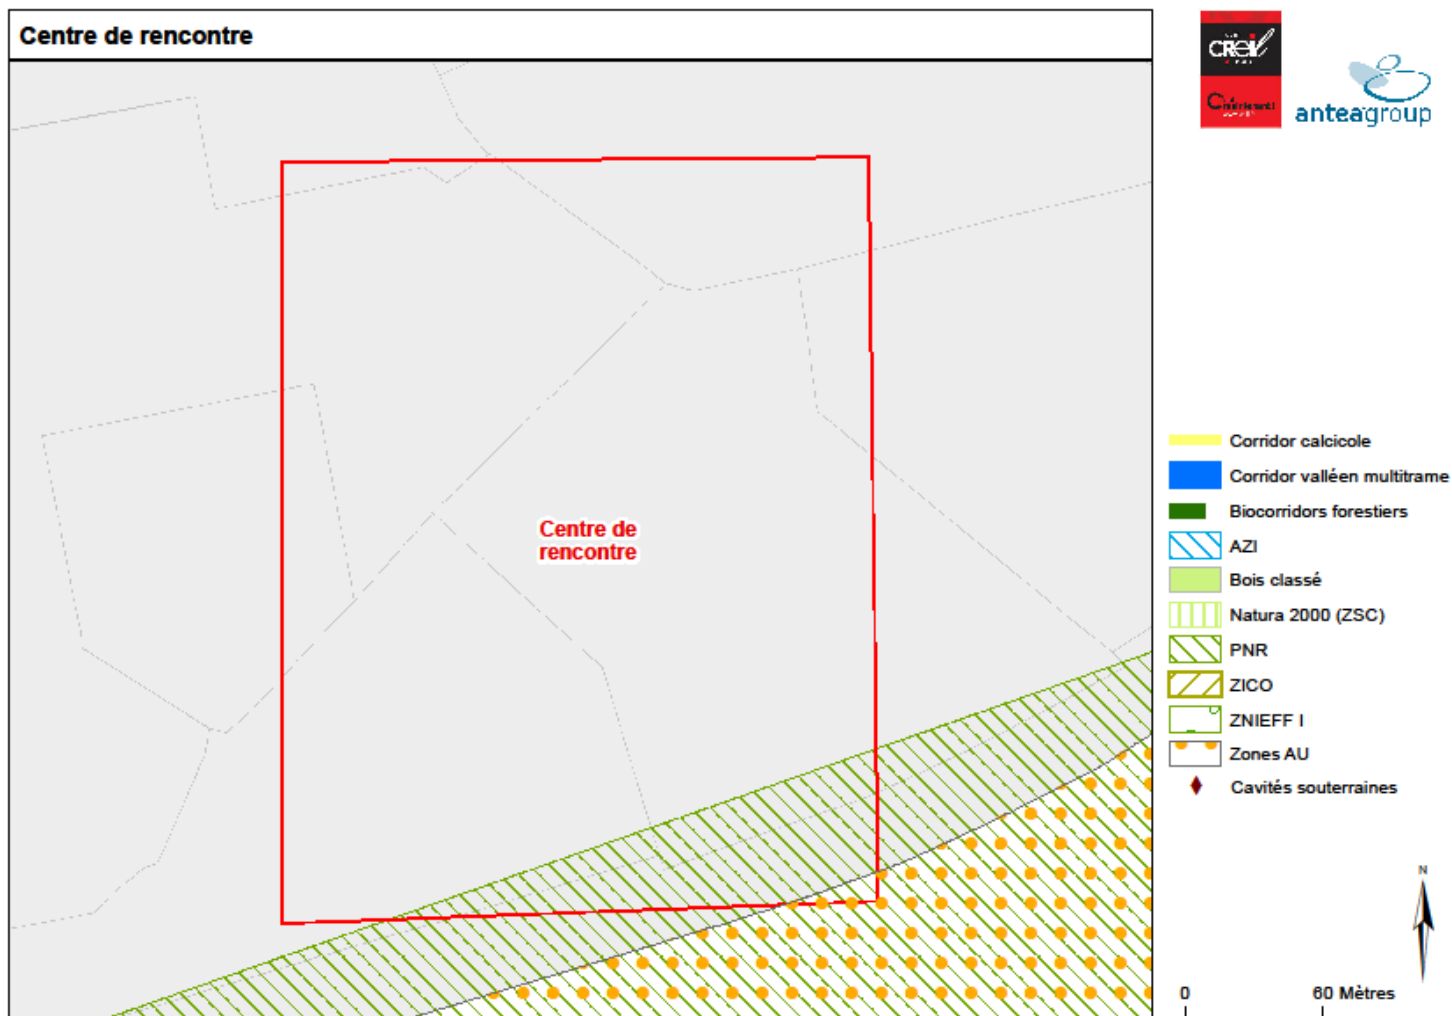 Centre de rencontre
CReil
anteagroup
Centre de
rencontre
Corridor calcicole
Corridor valléen multitrame
Biocorridors forestiers
AZI
Bois classé
Natura 2000 (ZSC)
PNR
ZICO
ZNIEFF I
Zones AU
Cavités souterraines
N
0 60 Mètres